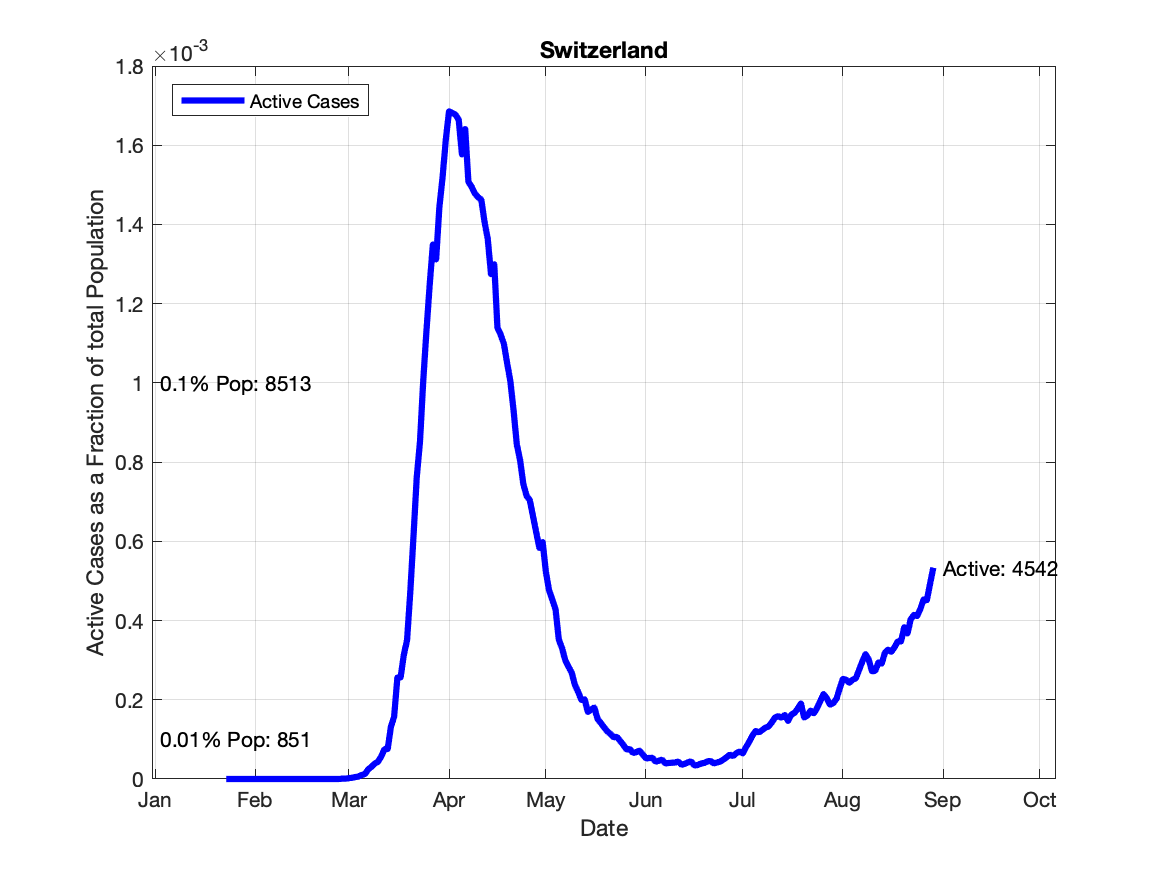 Switzerland
×10-3
1.8
1.6
1.4
1.2
1
0.8
0.6
0.4
0.2
0
Active Cases as a Fraction of total Population
Active Cases
0.1% Pop: 8513
0.01% Pop: 851
Active: 4542
Jan Feb Mar Apr May Jun Jul Aug Sep Oct
Date